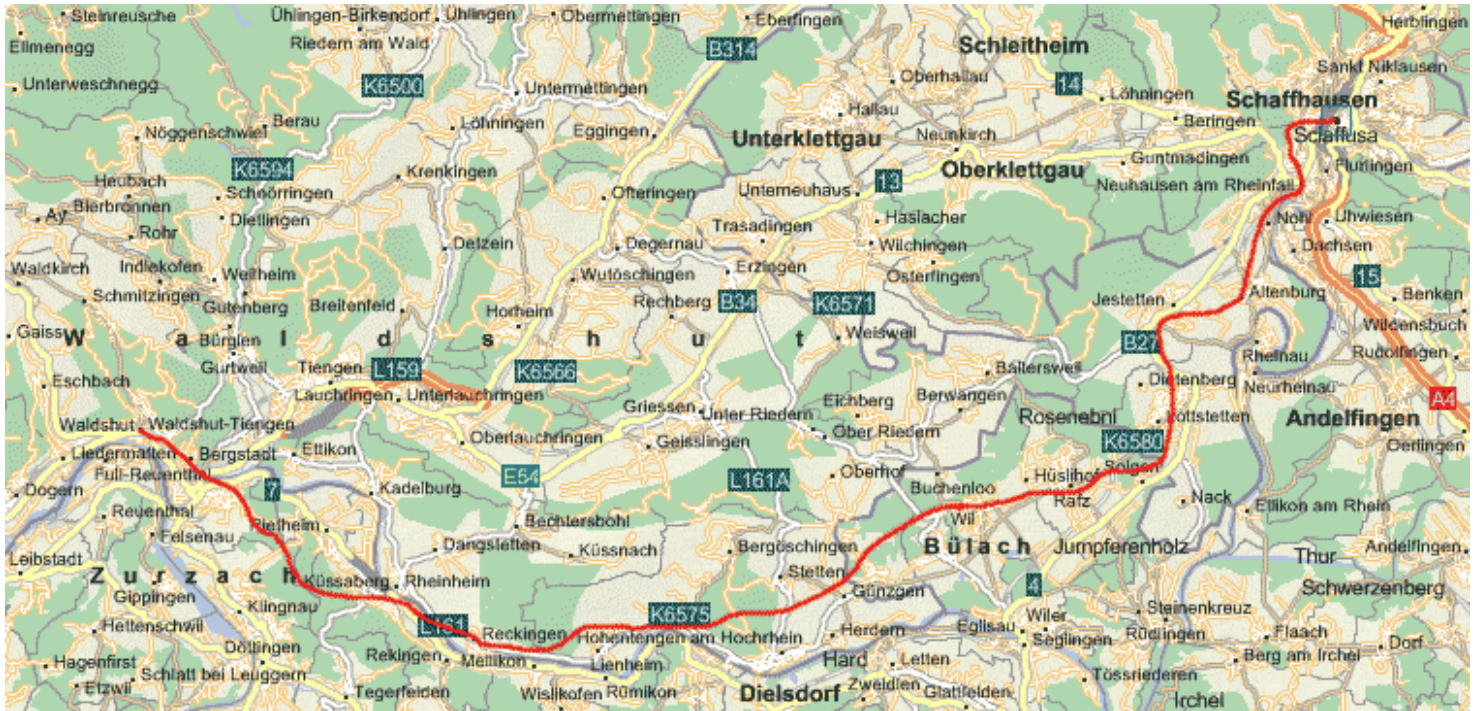 Steinreusche
Ühlingen-Birkendorf
Ühlingen
Obermettingen
Eberfingen
Herblingen
Ellmenegg
Riedern am Wald
B314
Schleitheim
Sankt Niklausen
Unterweschnegg
K6500
Untermettingen
Oberhallau
14
Löhningen
Schaffhausen
Nöggenschwiel
Berau
Löhningen
Eggingen
Hallau
Beringen
Unterklettgau
Neunkirch
Sciaffusa
K6594
Krenkingen
Oberklettgau
Guntmadingen
Flurlingen
Heubach
Schnörringen
Ofteringen
Unterneuhaus
13
Neuhausen am Rheinfall
Bierbronnen
Ay
Dietlingen
Trasadingen
Haslacher
Nohl
Uhwiesen
Rohr
Detzeln
Degernau
Wilchingen
Dachsen
Waldkirch
Indlekofen
Weilheim
Wutöschingen
Erzingen
Osterfingen
15
Schmitzingen
Gutenberg
Breitenfeld
Horheim
Rechberg
B34
K6571
Jestetten
Altenburg
Benken
Gaiss
Waldshut
Bürglen
Weisweil
B27
Wildensbuch
Gurtweil
Tiengen
L159
K6566
Baltersweil
Rheinau
Rudolfingen
Eschbach
Lauchringen
Unterlauchringen
Eichberg
Berwangen
Dietenberg
Neurheinau
A4
Griessen
Unter Riedern
Rosenebni
Lottstetten
Andelfingen
Waldshut
Waldshut-Tiengen
Oberlauchringen
Geisslingen
Ober Riedern
K6580
Oerlingen
Liedermatten
Bergstadt
Ettikon
Full-Reuenthal
E54
L161A
Oberhof
Hüslihof
Solgen
Dogern
7
Kadelburg
Buchenloo
Rafz
Nack
Ellikon am Rhein
Reuenthal
Rietheim
Bechtersbohl
Wil
Felsenau
Dangstetten
Küssnach
Bergöschingen
Bülach
Jumpferenholz
Leibstadt
Thur
Andelfingen
Zurzach
Küssaberg
Rheinheim
Stetten
4
Schwerzenberg
Gippingen
Klingnau
Günzgen
Hettenschwil
L161
K6575
Wiler
Steinenkreuz
Reckingen
Hohentengen am Hochrhein
Herdern
Eglisau
Seglingen
Rüdlingen
Flaach
Döttingen
Dorf
Hagenfirst
Rekingen
Mellikon
Lienheim
Hard
Letten
Berg am Irchel
Schlatt bei Leuggern
Tössriederen
Etzwil
Tegerfelden
Wislikofen
Rümikon
Dielsdorf
Zweidlen
Glattfelden
Irchel